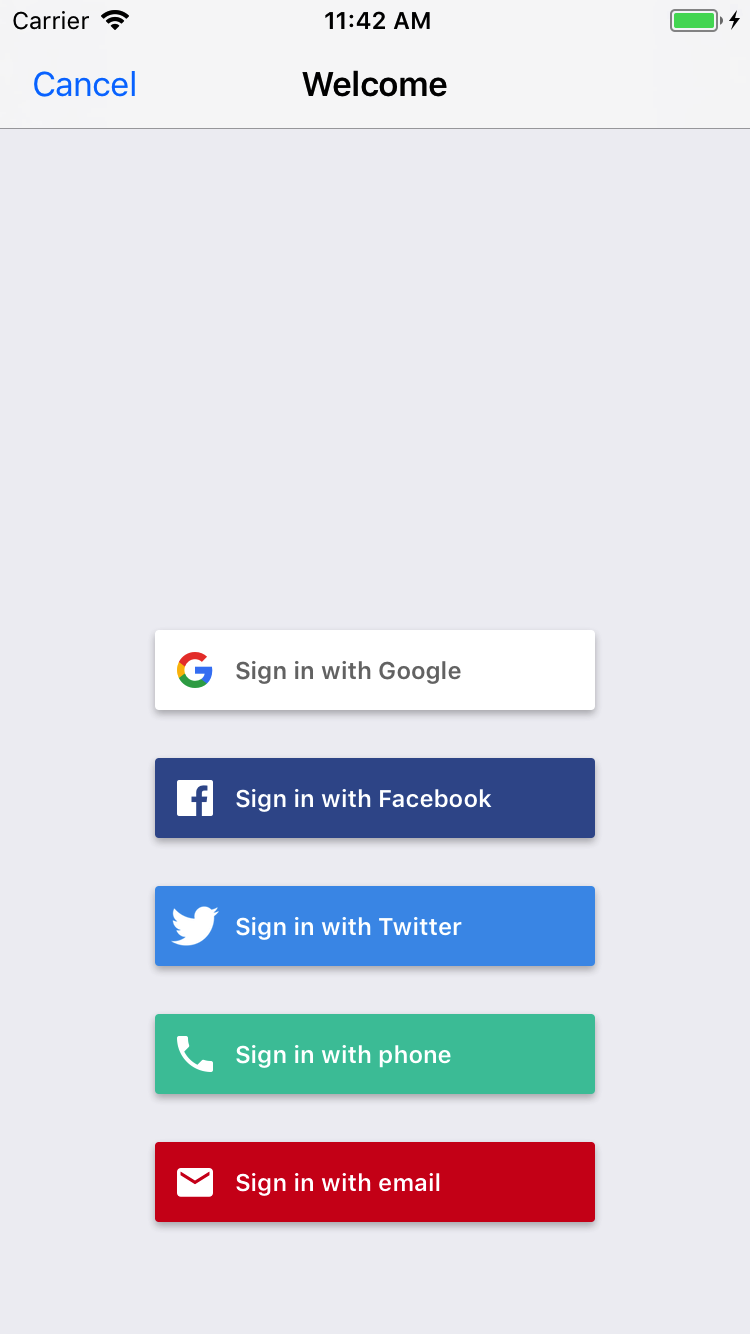 Carrier 11:42 AM
Cancel Welcome
Sign in with Google
Sign in with Facebook
Sign in with Twitter
Sign in with phone
Sign in with email